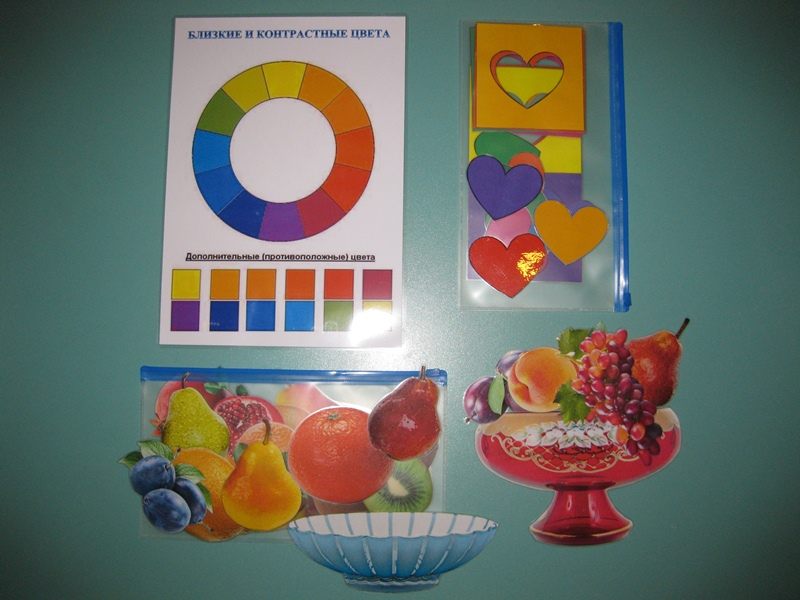 БЛИЗКИЕ И КОНТРАСТНЫЕ ЦВЕТА
Дополнительные (противоположные) цвета